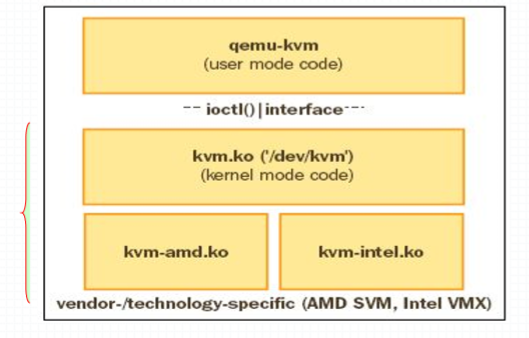 qemu-kvm
(user mode code)
-- ioctl()|interface---
kvm.ko ('/dev/kvm')
(kernel mode code)
kvm-amd.ko
kvm-intel.ko
vendor-/technology-specific (AMD SVM, Intel VMX)